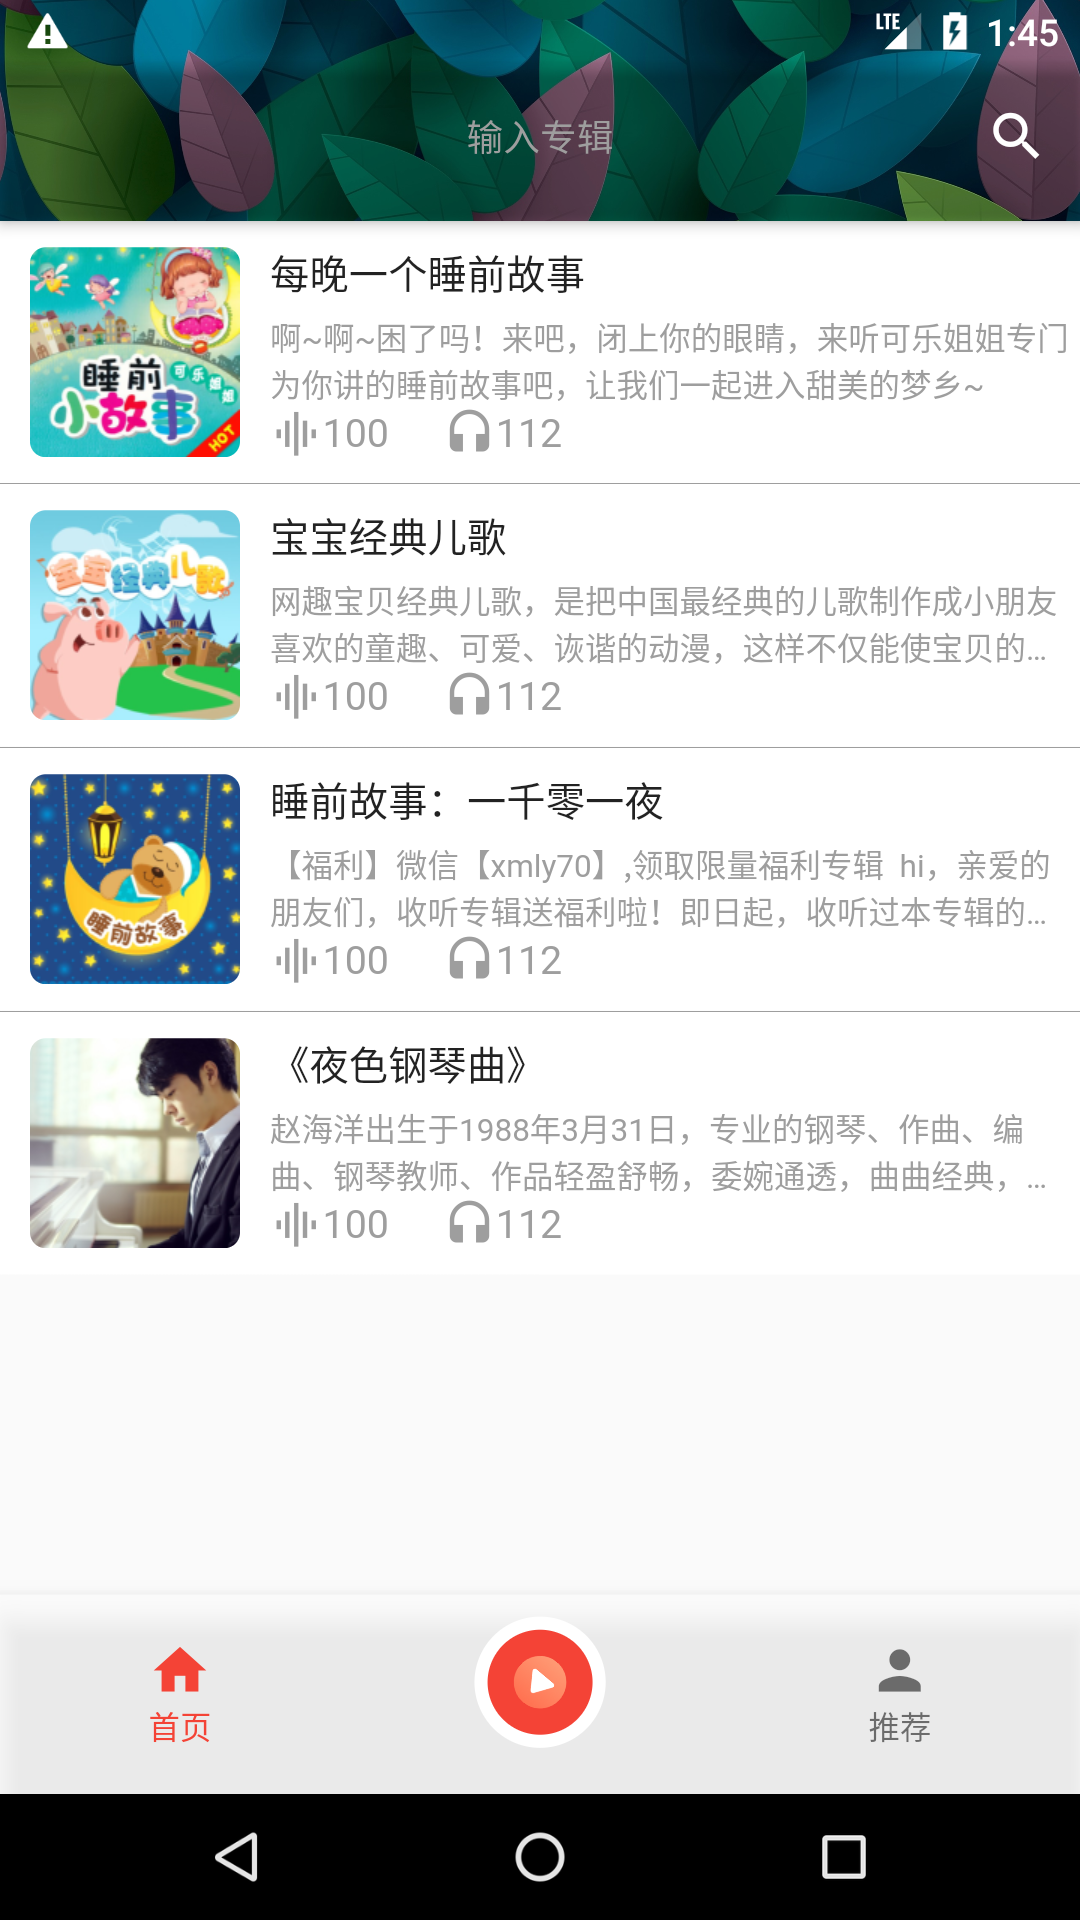 LTE 1:45
输入专辑
每晚一个睡前故事
啊~啊~困了吗！来吧，闭上你的眼睛，来听可乐姐姐专门
为你讲的睡前故事吧，让我们一起进入甜美的梦乡~
100 112
睡前
可乐姐姐
小故事
HOT
宝宝经典儿歌
网趣宝贝经典儿歌，是把中国最经典的儿歌制作成小朋友
喜欢的童趣、可爱、诙谐的动漫，这样不仅能使宝贝的…
100 112
宝宝经典儿歌
睡前故事：一千零一夜
【福利】微信【xmly70】,领取限量福利专辑 hi，亲爱的
朋友们，收听专辑送福利啦！即日起，收听过本专辑的…
100 112
睡前故事
《夜色钢琴曲》
赵海洋出生于1988年3月31日，专业的钢琴、作曲、编
曲、钢琴教师、作品轻盈舒畅，委婉通透，曲曲经典，…
100 112
首页
推荐